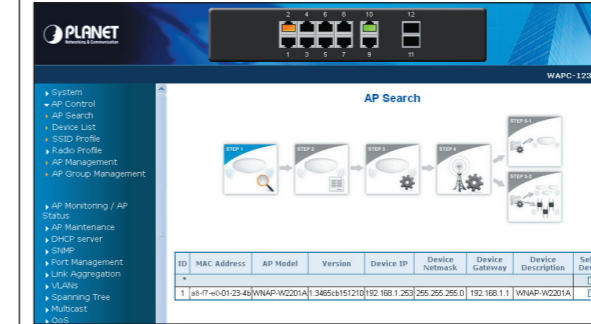 PLANET
Networking & Communication
2 4 6 8 10 12
1 3 5 7 9 11
WAPC-123
System
AP Control
AP Search
Device List
SSID Profile
Radio Profile
AP Management
AP Group Management
AP Monitoring / AP
Status
AP Maintenance
DHCP server
SNMP
Port Management
Link Aggregation
VLANs
Spanning Tree
Multicast
QoS
AP Search
STEP 1
STEP 2
STEP 3
STEP 4
STEP 5-1
STEP 5-2
ID MAC Address AP Model Version Device IP Device Netmask Device Gateway Device Description Sel Dev
*
1 a8-f7-e0-01-23-4b WNAP-W2201A 1.3465cb151210 192.168.1.253 255.255.255.0 192.168.1.1 WNAP-W2201A